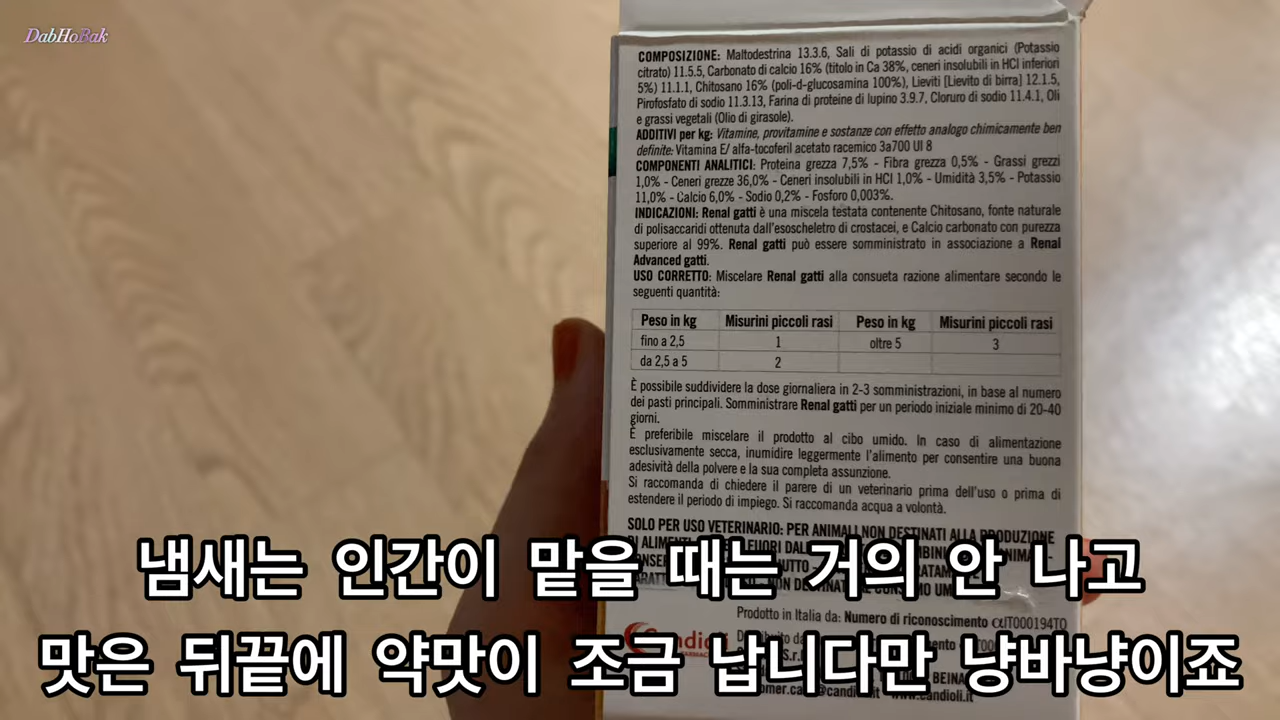 DabHoBak
COMPOSIZIONE: Maltodestrina 13.3.6, Sali di potassio di acidi organici (Potassio
citrato) 11.5.5, Carbonato di calcio 16% (titolo in Ca 38%, ceneri insolubili in HCl inferiori
5%) 11.1.1, Chitosano 16% (poli-d-glucosamina 100%), Lieviti [Lievito di birra] 12.1.5,
Pirofosfato di sodio 11.3.13, Farina di proteine di lupino 3.9.7, Cloruro di sodio 11.4.1, Oli
e grassi vegetali (Olio di girasole).
ADDITIVI per kg: Vitamine, provitamine e sostanze con effetto analogo chimicamente ben
definite: Vitamina E/ alfa-tocoferil acetato racemico 3a700 UI 8
COMPONENTI ANALITICI: Proteina grezza 7,5% - Fibra grezza 0,5% - Grassi grezzi
1,0% - Ceneri grezze 36,0% - Ceneri insolubili in HCl 1,0% - Umidità 3,5% - Potassio
11,0% - Calcio 6,0% - Sodio 0,2% - Fosforo 0,003%.
INDICAZIONI: Renal gatti è una miscela testata contenente Chitosano, fonte naturale
di polisaccaridi ottenuta dall'esoscheletro di crostacei, e Calcio carbonato con purezza
superiore al 99%. Renal gatti può essere somministrato in associazione a Renal
Advanced gatti.
USO CORRETTO: Miscelare Renal gatti alla consueta razione alimentare secondo le
seguenti quantità:
Peso in kg Misurini piccoli rasi Peso in kg Misurini piccoli rasi
fino a 2,5 1 oltre 5 3
da 2,5 a 5 2
È possibile suddividere la dose giornaliera in 2-3 somministrazioni, in base al numero
dei pasti principali. Somministrare Renal gatti per un periodo iniziale minimo di 20-40
giorni.
È preferibile miscelare il prodotto al cibo umido. In caso di alimentazione
esclusivamente secca, inumidire leggermente l'alimento per consentire una buona
adesività della polvere e la sua completa assunzione.
Si raccomanda di chiedere il parere di un veterinario prima dell'uso o prima di
estendere il periodo di impiego. Si raccomanda acqua a volontà.
SOLO PER USO VETERINARIO: PER ANIMALI NON DESTINATI ALLA PRODUZIONE
냄새는 인간이 맡을 때는 거의 안 나고
Prodotto in Italia da: Numero di riconoscimento αIT000194TO
맛은 뒤끝에 약맛이 조금 납니다만 냥바냥이죠